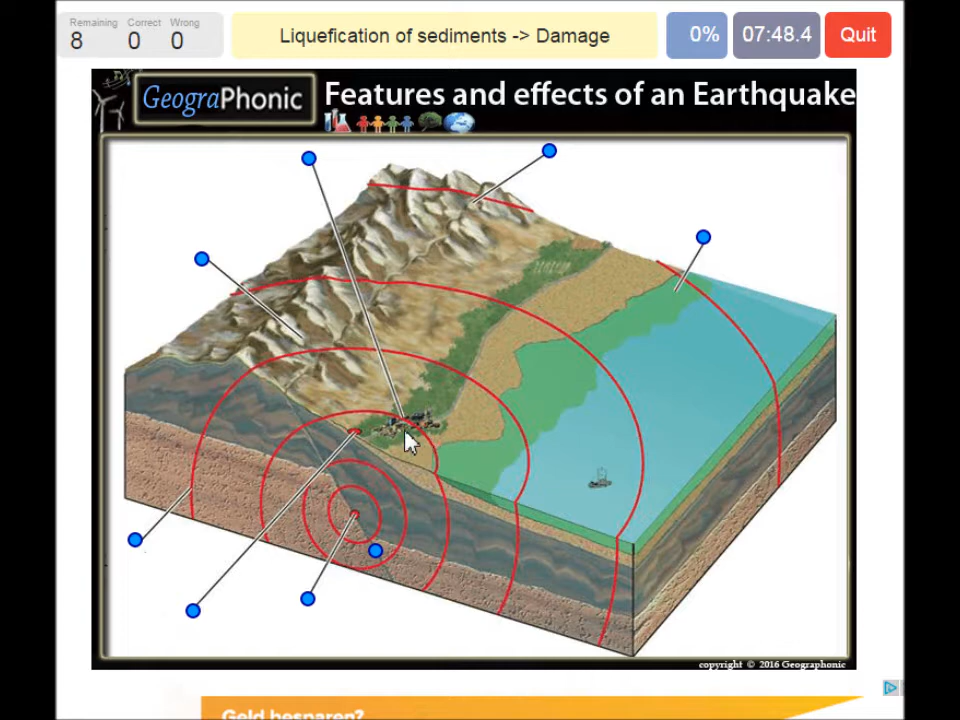 Remaining
8
Correct
0
Wrong
0
Liquefication of sediments -> Damage
0%
07:48.4
Quit
GeograPhonic
Features and effects of an Earthquake
copyright © 2016 Geographonic
Geld besparen?